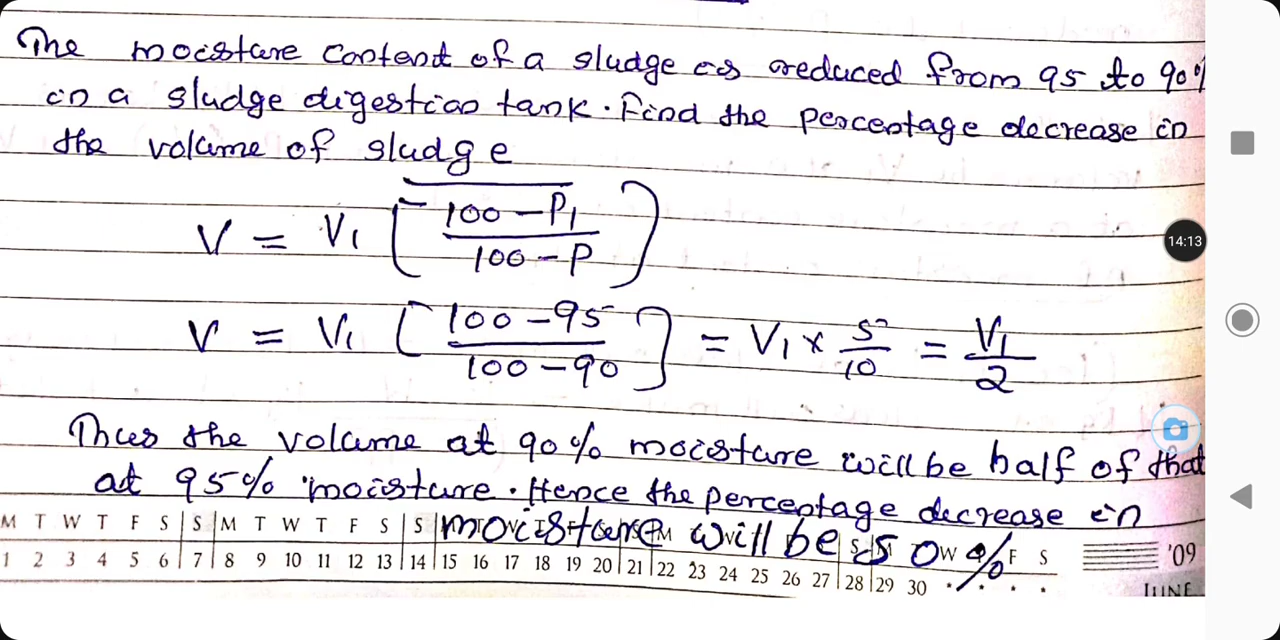 The moisture content of a sludge is reduced from 95 to 90%
in a sludge digestion tank. Find the percentage decrease in
the volume of sludge
V = V₁ [ (100 - P₁) / (100 - P) ]
14:13
V = V₁ [ (100 - 95) / (100 - 90) ] = V₁ × 5/10 = V₁/2
Thus the volume at 90% moisture will be half of that
at 95% moisture. Hence the percentage decrease in
moisture will be 50%
M T W T F S S M T W T F S S M T W F S
1 2 3 4 5 6 7 8 9 10 11 12 13 14 15 16 17 18 19 20 21 22 23 24 25 26 27 28 29 30
'09
JUNE